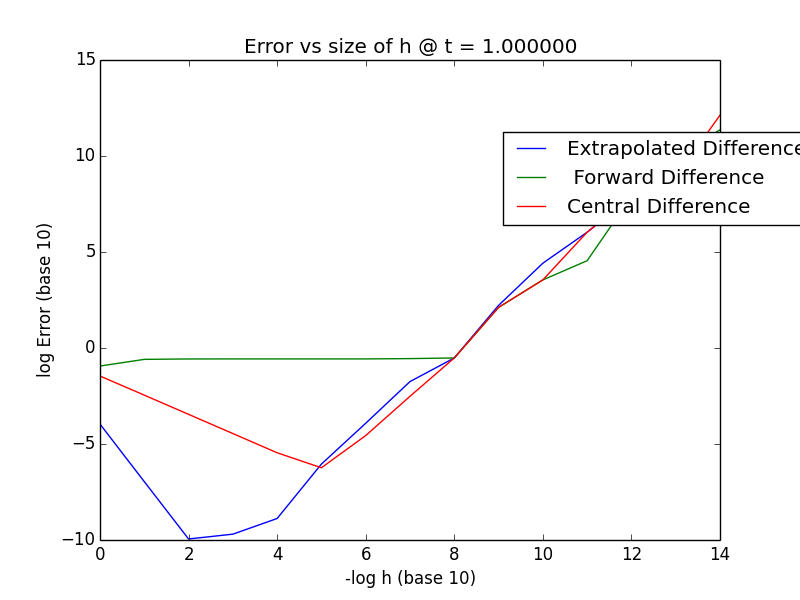 Error vs size of h @ t = 1.000000
15
10
5
0
−5
−10
log Error (base 10)
Extrapolated Difference
Forward Difference
Central Difference
0 2 4 6 8 10 12 14
-log h (base 10)